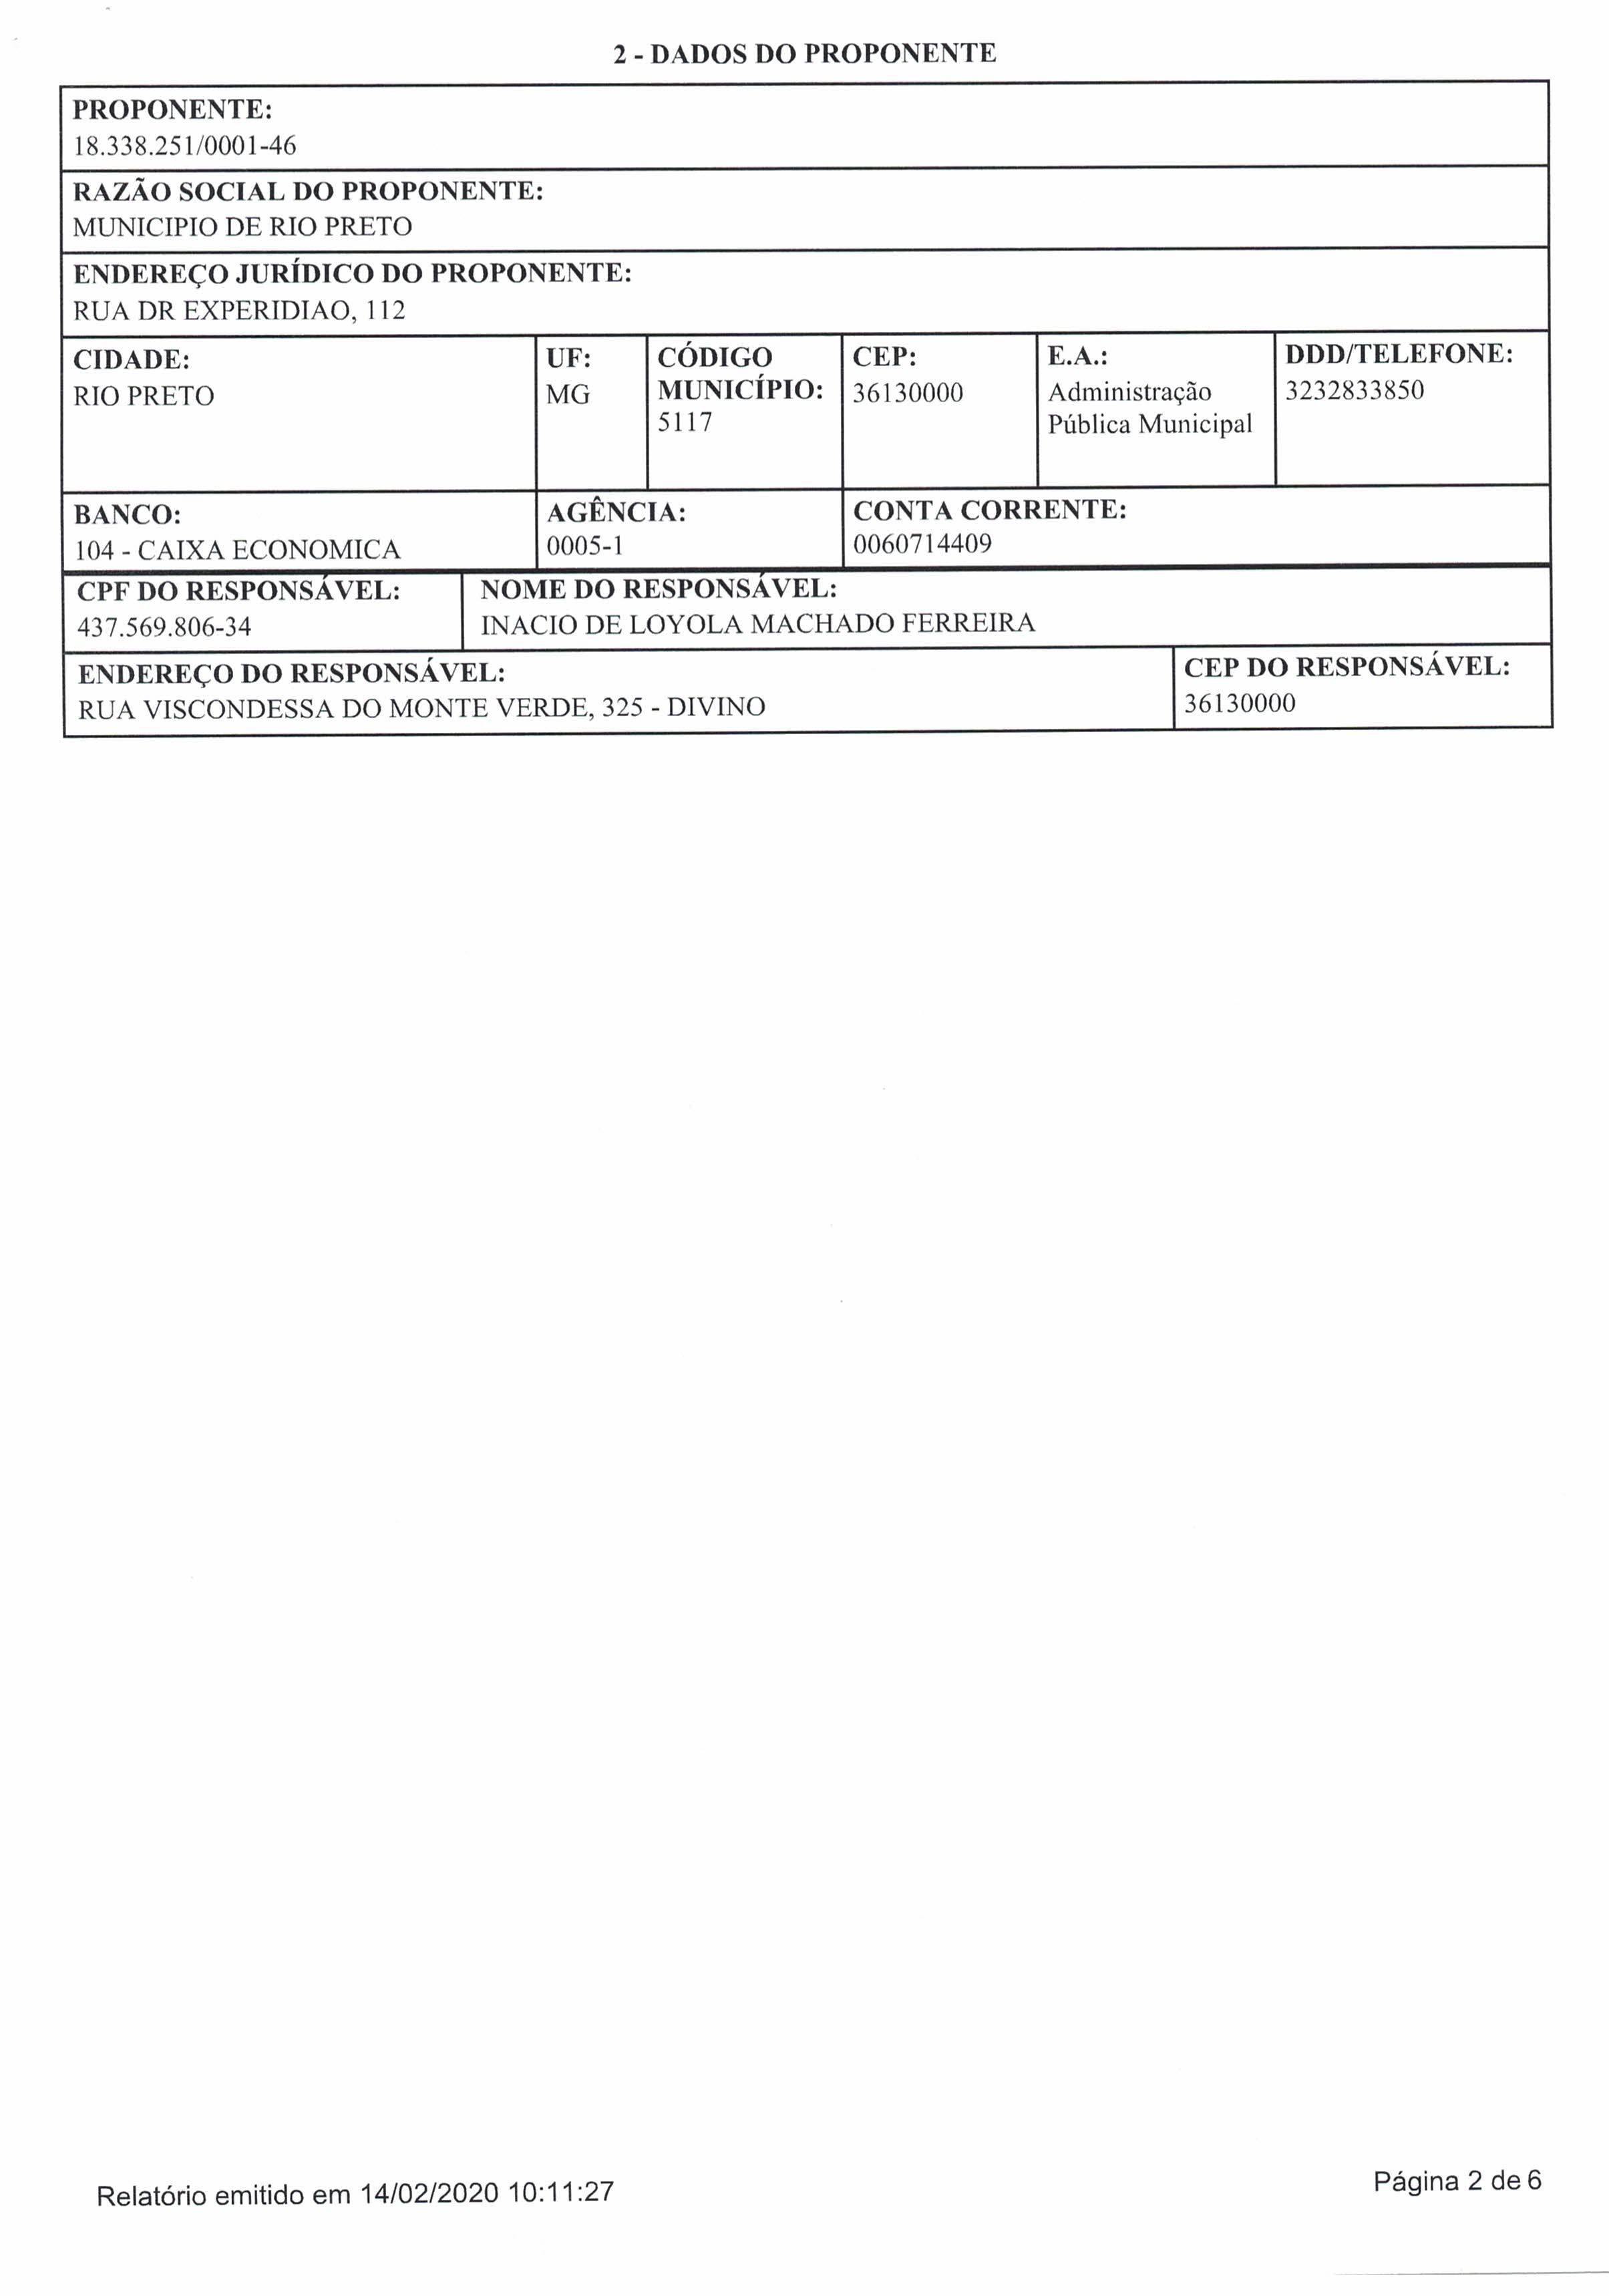 2 - DADOS DO PROPONENTE
PROPONENTE:
18.338.251/0001-46
RAZÃO SOCIAL DO PROPONENTE:
MUNICIPIO DE RIO PRETO
ENDEREÇO JURÍDICO DO PROPONENTE:
RUA DR EXPERIDIAO, 112
CIDADE:
RIO PRETO
UF:
MG
CÓDIGO
MUNICÍPIO:
5117
CEP:
36130000
E.A.:
Administração
Pública Municipal
DDD/TELEFONE:
3232833850
BANCO:
104 - CAIXA ECONOMICA
AGÊNCIA:
0005-1
CONTA CORRENTE:
0060714409
CPF DO RESPONSÁVEL:
437.569.806-34
NOME DO RESPONSÁVEL:
INACIO DE LOYOLA MACHADO FERREIRA
ENDEREÇO DO RESPONSÁVEL:
RUA VISCONDESSA DO MONTE VERDE, 325 - DIVINO
CEP DO RESPONSÁVEL:
36130000
Relatório emitido em 14/02/2020 10:11:27
Página 2 de 6